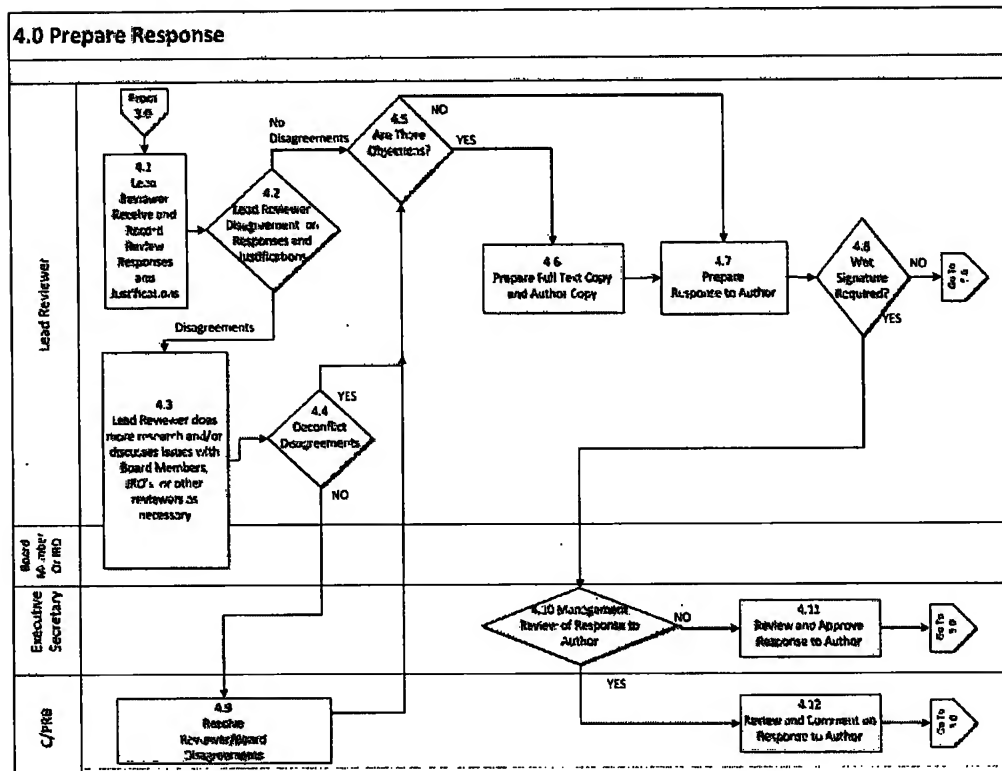 4.0 Prepare Response
Lead Reviewer
From
3.0
4.1
Lead
Reviewer
Receive and
Record
Review
Responses
and
Justifications
4.2
Lead Reviewer
Disagreement on
Responses and
Justifications
No
Disagreements
Disagreements
4.3
Lead Reviewer does
more research and/or
discusses issues with
Board Members,
IRO's, or other
reviewers as
necessary
4.4
Deconflict
Disagreements
YES
NO
4.5
Are There
Objections?
NO
YES
4.6
Prepare Full Text Copy
and Author Copy
4.7
Prepare
Response to Author
4.8
Wet
Signature
Required?
NO
Go To
YES
Board
Member
Or IRO
Executive
Secretary
4.10 Management
Review of Response to
Author
NO
4.11
Review and Approve
Response to Author
Go To
5.0
YES
C/PRB
4.9
Resolve
Reviewer/Board
Disagreements
4.12
Review and Comment on
Response to Author
Go To
5.0